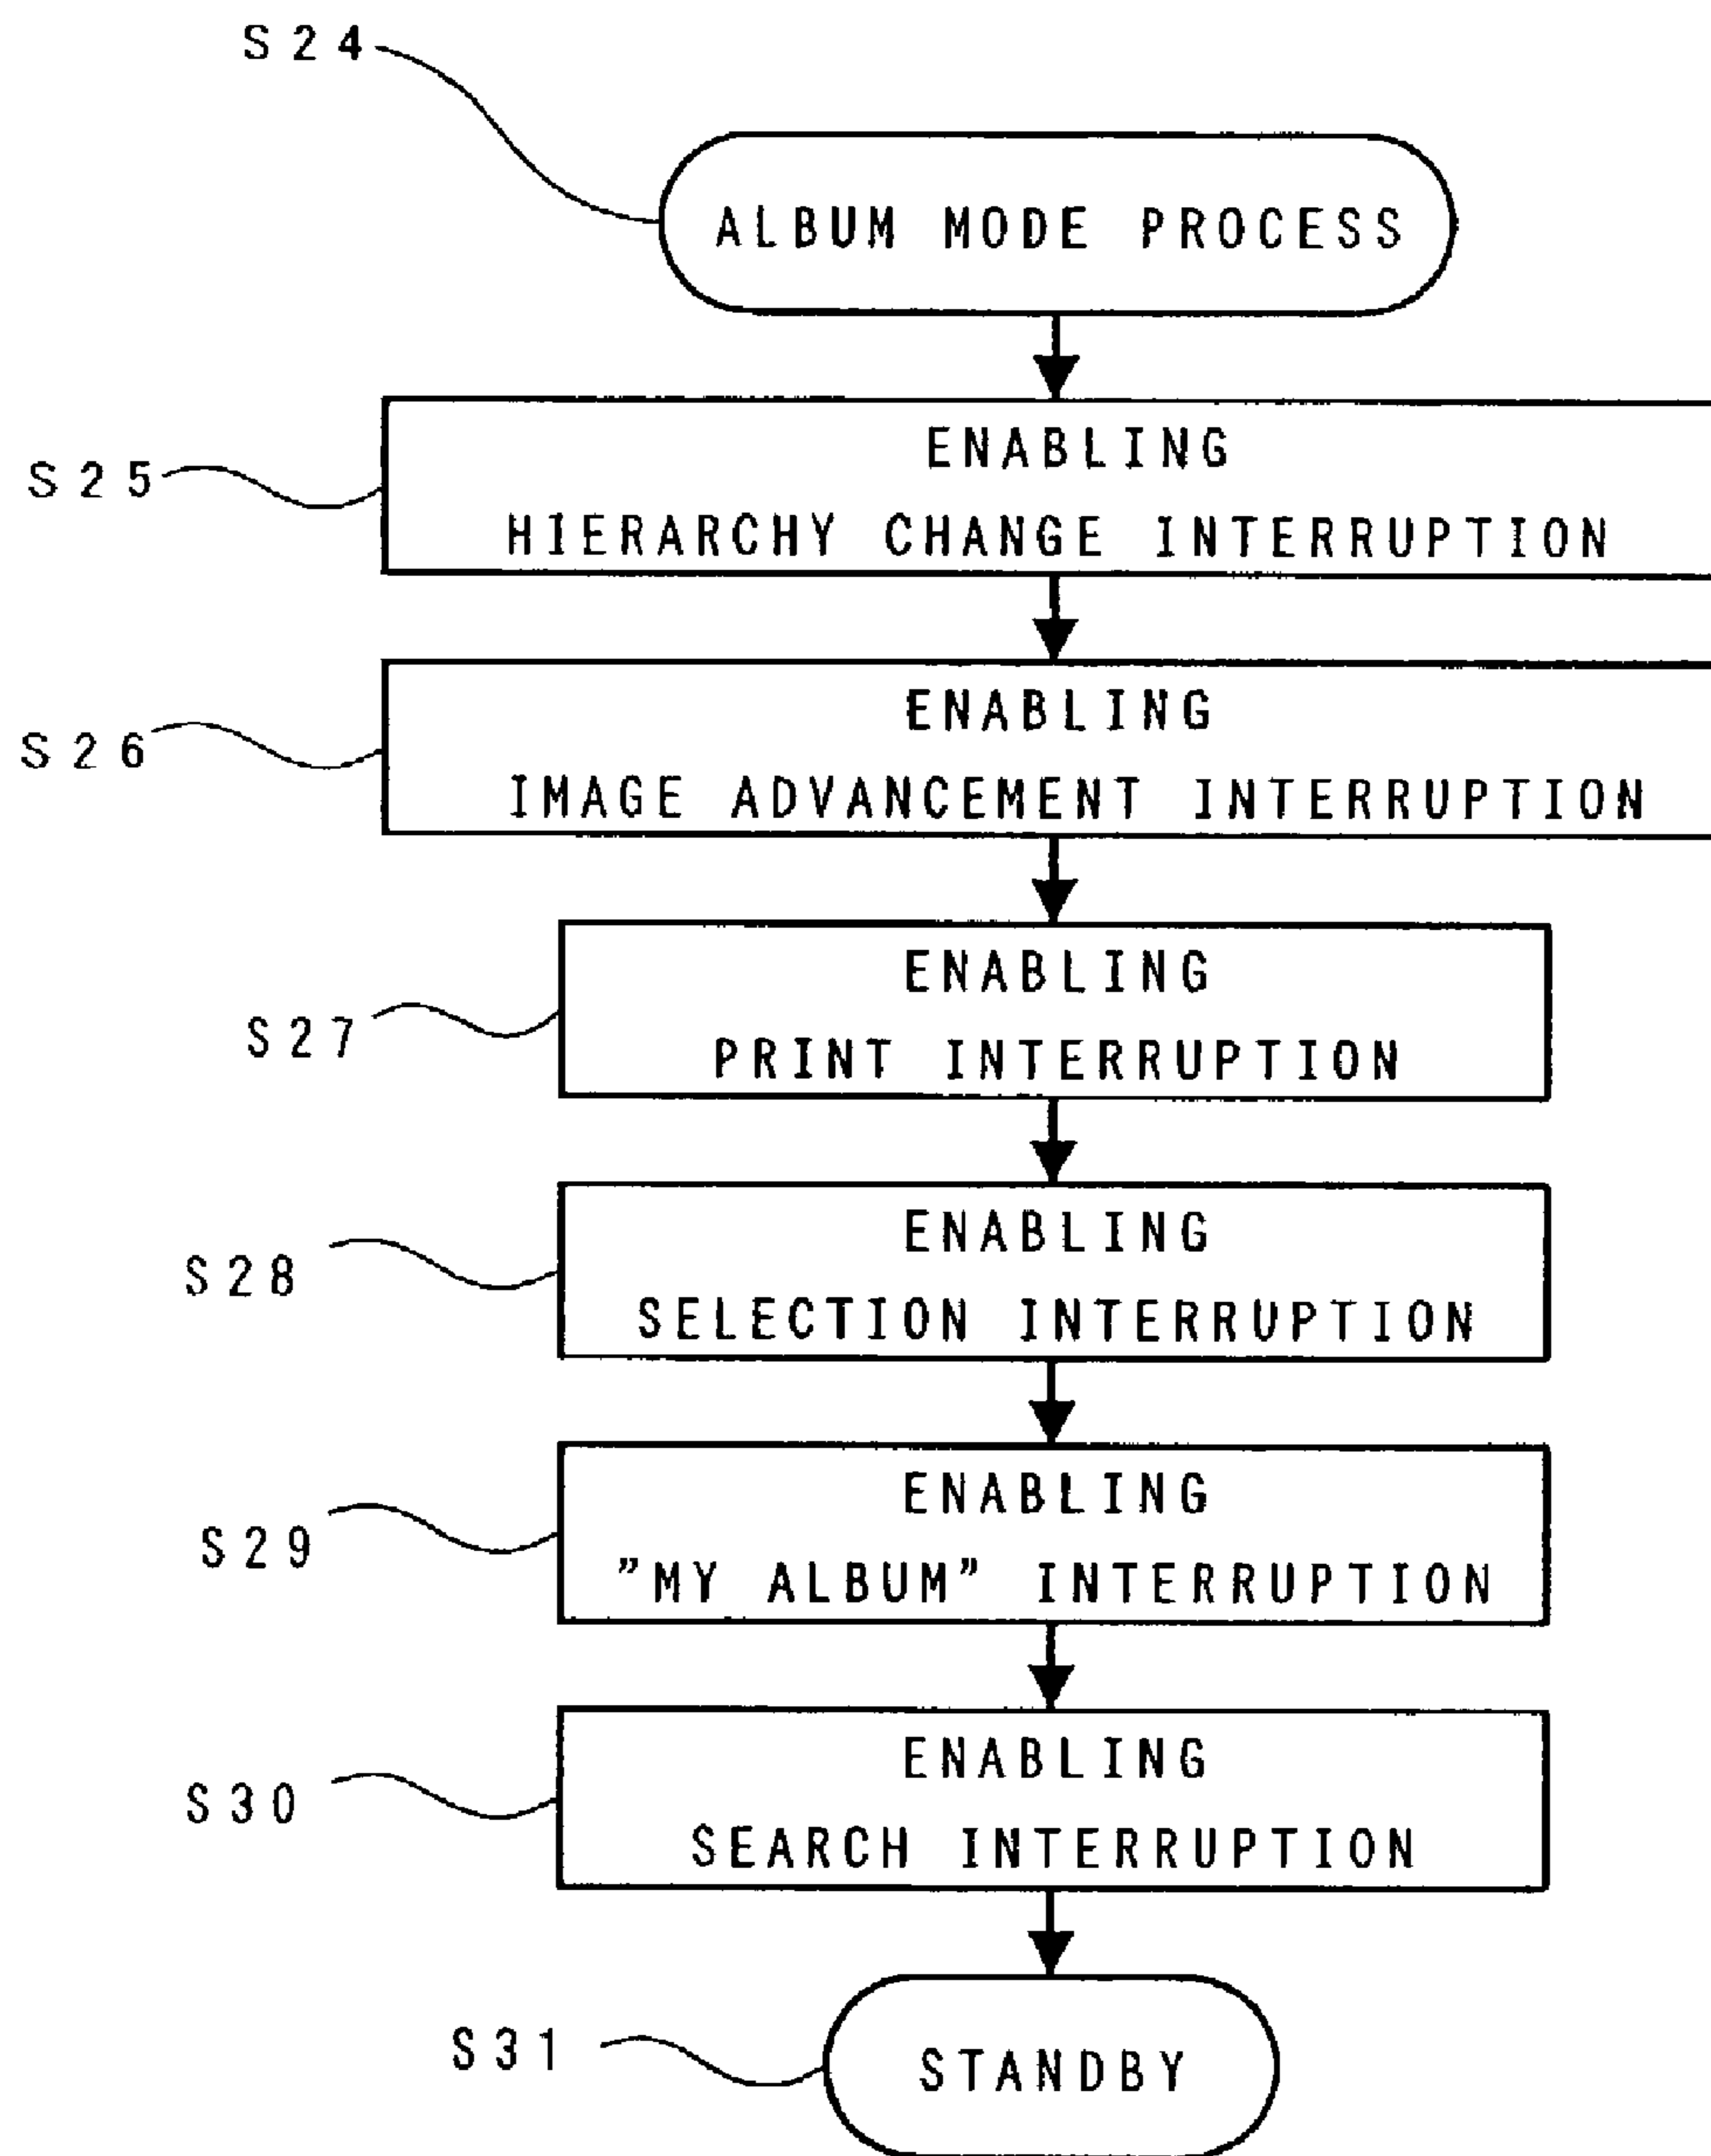 S24
ALBUM MODE PROCESS
S25
ENABLING
HIERARCHY CHANGE INTERRUPTION
S26
ENABLING
IMAGE ADVANCEMENT INTERRUPTION
S27
ENABLING
PRINT INTERRUPTION
S28
ENABLING
SELECTION INTERRUPTION
S29
ENABLING
"MY ALBUM" INTERRUPTION
S30
ENABLING
SEARCH INTERRUPTION
S31
STANDBY